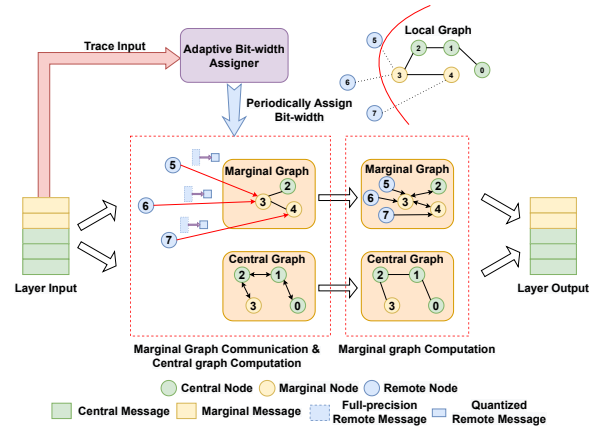 Trace Input
Adaptive Bit-width
Assigner
Periodically Assign
Bit-width
Local Graph
5
2
1
0
6
3
4
7
Marginal Graph
5
2
3
6
4
7
Marginal Graph
5
2
6
3
7
4
Central Graph
2
1
3
0
Central Graph
2
1
3
0
Layer Input
Layer Output
Marginal Graph Communication &
Central graph Computation
Marginal graph Computation
Central Node
Marginal Node
Remote Node
Central Message
Marginal Message
Full-precision
Remote Message
Quantized
Remote Message